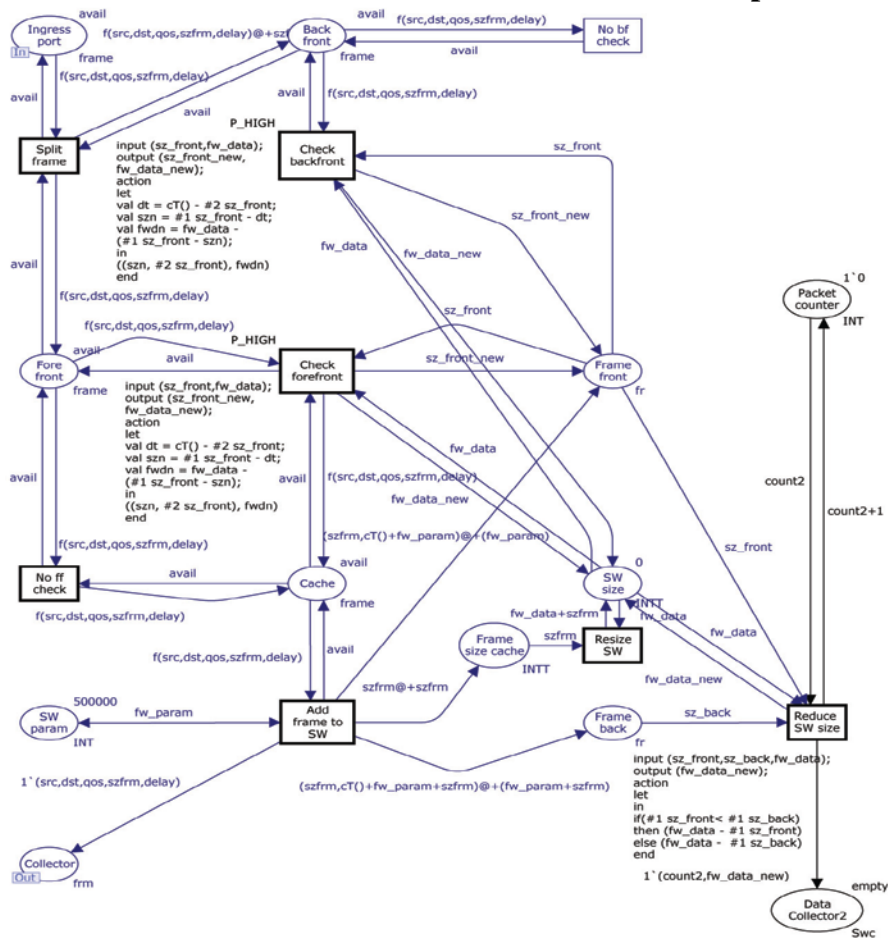 avail
avail
Ingress
port
In
f(src,dst,qos,szfrm,delay)@+szf
Back
front
f(src,dst,qos,szfrm,delay)
No bf
check
avail
frame
frame
f(src,dst,qos,szfrm,delay)
avail
avail
avail
f(src,dst,qos,szfrm,delay)
P_HIGH
Split
frame
Check
backfront
input (sz_front,fw_data);
output (sz_front_new,
fw_data_new);
action
let
val dt = cT() - #2 sz_front;
val szn = #1 sz_front - dt;
val fwdn = fw_data -
(#1 sz_front - szn);
in
((szn, #2 sz_front), fwdn)
end
sz_front
sz_front_new
fw_data
fw_data_new
avail
f(src,dst,qos,szfrm,delay)
1`0
Packet
counter
INT
f(src,dst,qos,szfrm,delay)
sz_front
P_HIGH
avail
Fore
front
avail
Check
forefront
sz_front_new
Frame
front
frame
fr
input (sz_front,fw_data);
output (sz_front_new,
fw_data_new);
action
let
val dt = cT() - #2 sz_front;
val szn = #1 sz_front - dt;
val fwdn = fw_data -
(#1 sz_front - szn);
in
((szn, #2 sz_front), fwdn)
end
avail
avail
f(src,dst,qos,szfrm,delay)
fw_data
fw_data_new
count2
count2+1
(szfrm,cT()+fw_param)@+(fw_param)
sz_front
f(src,dst,qos,szfrm,delay)
avail
0
No ff
check
avail
Cache
SW
size
frame
INTT
f(src,dst,qos,szfrm,delay)
fw_data+szfrm
fw_data
fw_data
Frame
size cache
szfrm
Resize
SW
INTT
f(src,dst,qos,szfrm,delay)
avail
fw_data_new
szfrm@+szfrm
500000
SW
param
fw_param
Add
frame to
SW
Frame
back
sz_back
Reduce
SW size
INT
fr
input (sz_front,sz_back,fw_data);
output (fw_data_new);
action
let
in
if(#1 sz_front< #1 sz_back)
then (fw_data - #1 sz_front)
else (fw_data - #1 sz_back)
end
1`(src,dst,qos,szfrm,delay)
(szfrm,cT()+fw_param+szfrm)@+(fw_param+szfrm)
Collector
Out
frm
1`(count2,fw_data_new)
empty
Data
Collector2
Swc